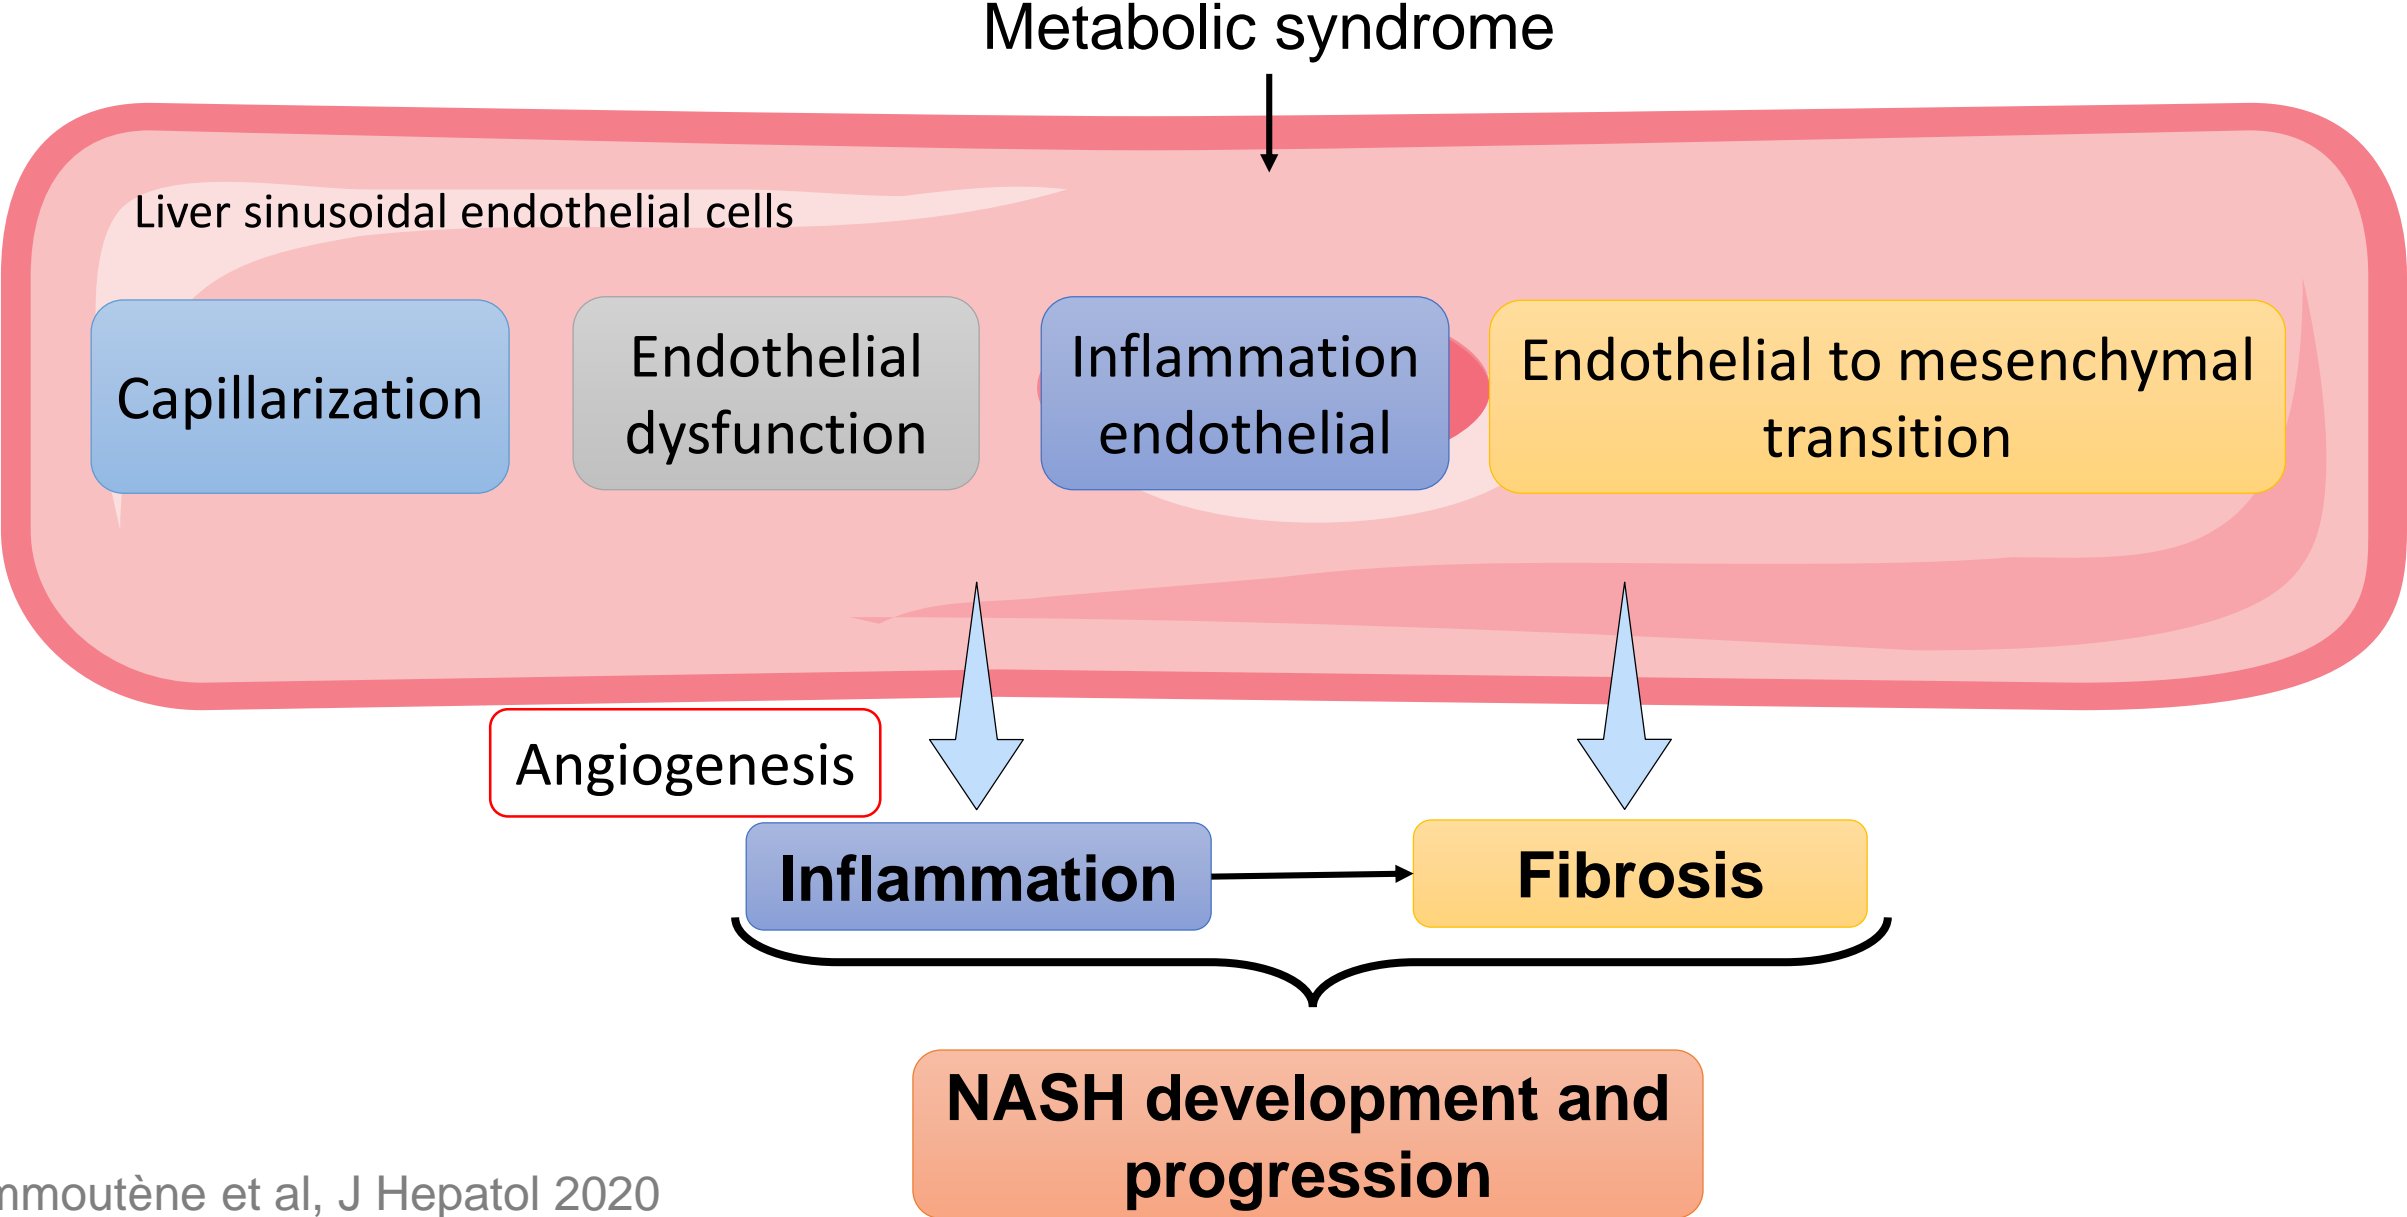 Metabolic syndrome
Liver sinusoidal endothelial cells
Capillarization
Endothelial
dysfunction
Inflammation
endothelial
Endothelial to mesenchymal
transition
Angiogenesis
Inflammation
Fibrosis
NASH development and
progression
et al, J Hepatol 2020